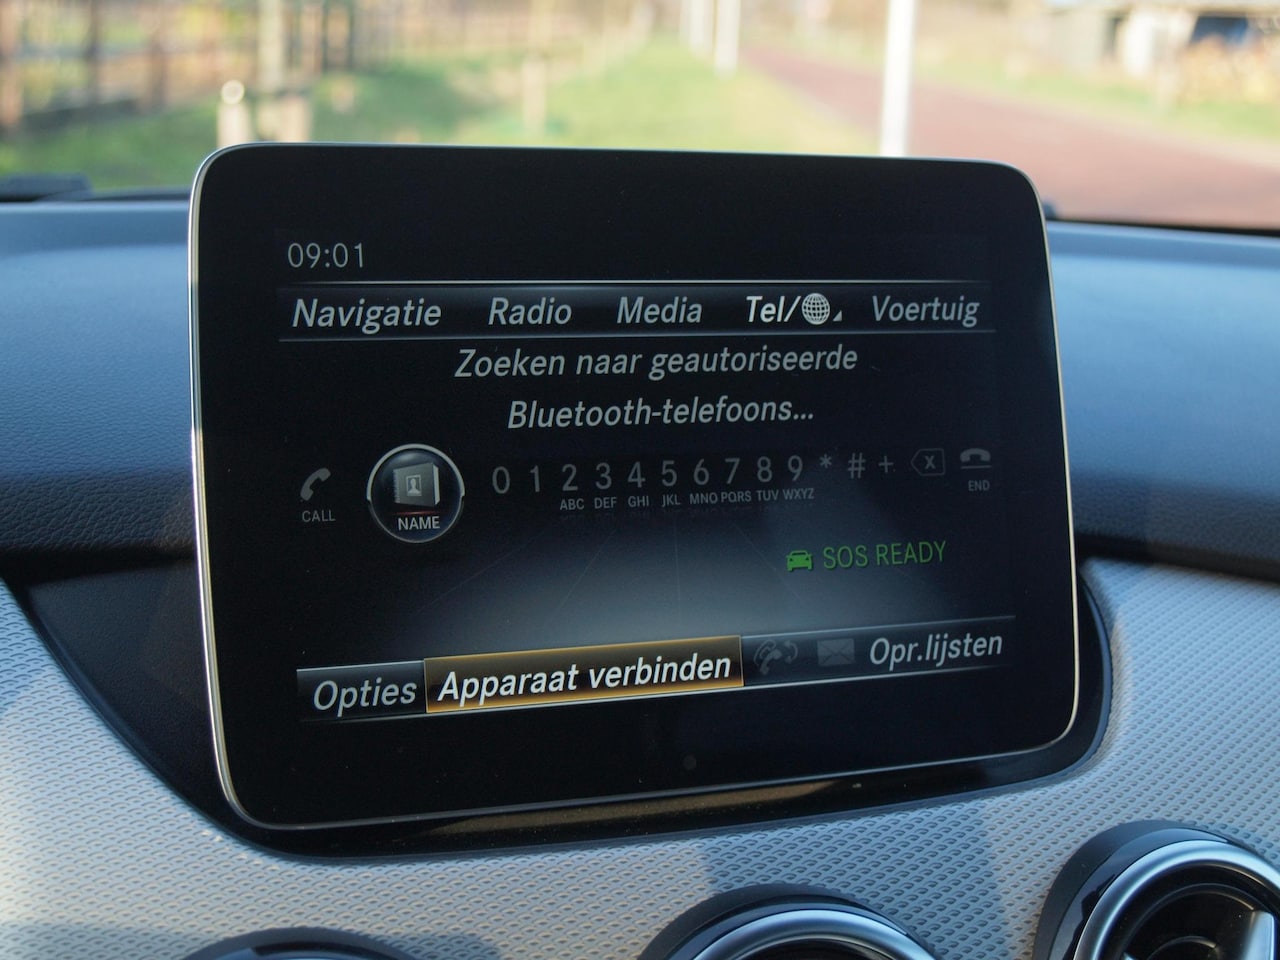 09:01
Navigatie Radio Media Tel/ Voertuig
Zoeken naar geautoriseerde
Bluetooth-telefoons...
CALL NAME 0 1 2 3 4 5 6 7 8 9 * # + X END
ABC DEF GHI JKL MNO PQRS TUV WXYZ
SOS READY
Opties Apparaat verbinden Opr.lijsten